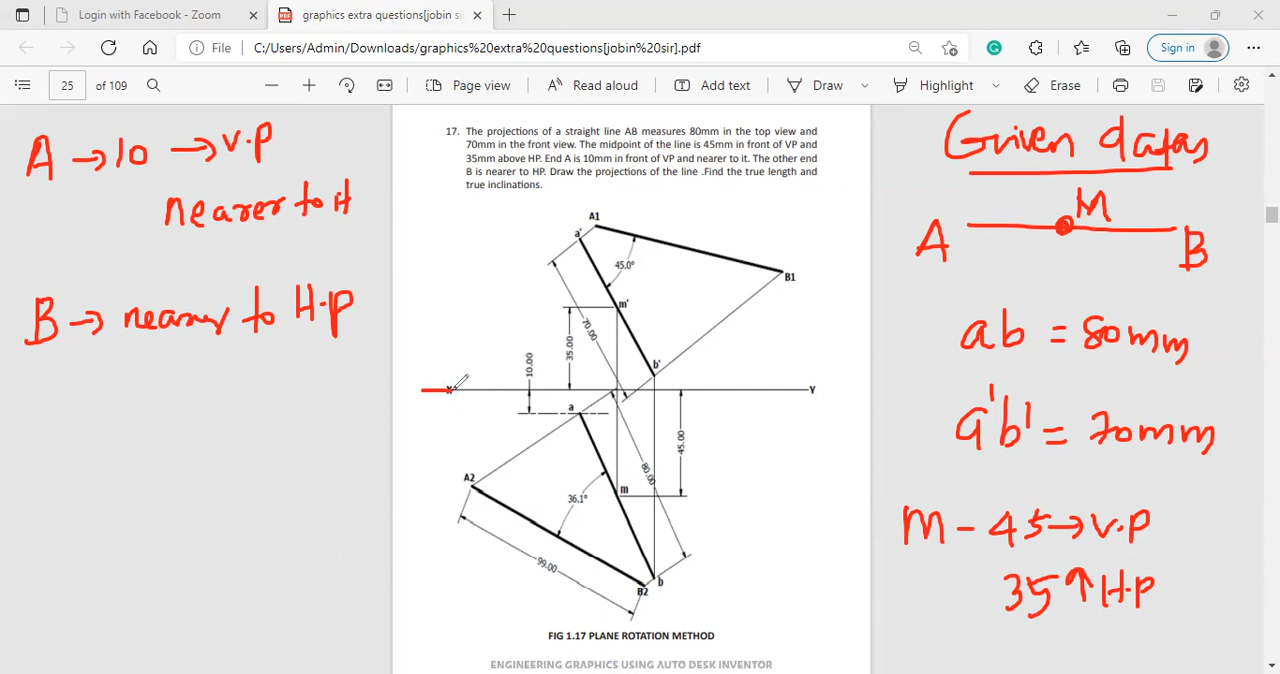 Login with Facebook - Zoom
graphics extra questions[jobin si
File
C:/Users/Admin/Downloads/graphics%20extra%20questions[jobin%20sir].pdf
Sign in
25
of 109
Page view
Read aloud
Add text
Draw
Highlight
Erase
17. The projections of a straight line AB measures 80mm in the top view and
70mm in the front view. The midpoint of the line is 45mm in front of VP and
35mm above HP. End A is 10mm in front of VP and nearer to it. The other end
B is nearer to HP. Draw the projections of the line .Find the true length and
true inclinations.
A → 10 → V.P
nearer to H
B → nearer to H.P
Given datas
M
A
B
ab = 80mm
a'b' = 70mm
M - 45 → V.P
35 ↑ H.P
A1
a'
45.0°
B1
m'
70.00
35.00
10.00
b'
X
Y
a
45.00
80.00
A2
m
36.1°
99.00
b
B2
FIG 1.17 PLANE ROTATION METHOD
ENGINEERING GRAPHICS USING AUTO DESK INVENTOR